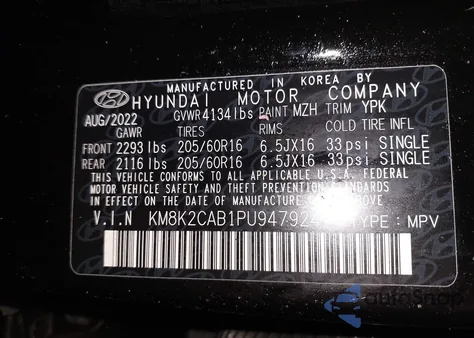 MANUFACTURED IN KOREA BY
HYUNDAI MOTOR COMPANY
AUG/2022 GVWR 4134lbs PAINT MZH TRIM YPK
GAWR TIRES RIMS COLD TIRE INFL
FRONT 2293lbs 205/60R16 6.5JX16 33psi SINGLE
REAR 2116lbs 205/60R16 6.5JX16 33psi SINGLE
THIS VEHICLE CONFORMS TO ALL APPLICABLE U.S.A. FEDERAL
MOTOR VEHICLE SAFETY AND THEFT PREVENTION STANDARDS
IN EFFECT ON THE DATE OF MANUFACTURE SHOWN ABOVE
V.I.N TYPE: MPV
autoSnap